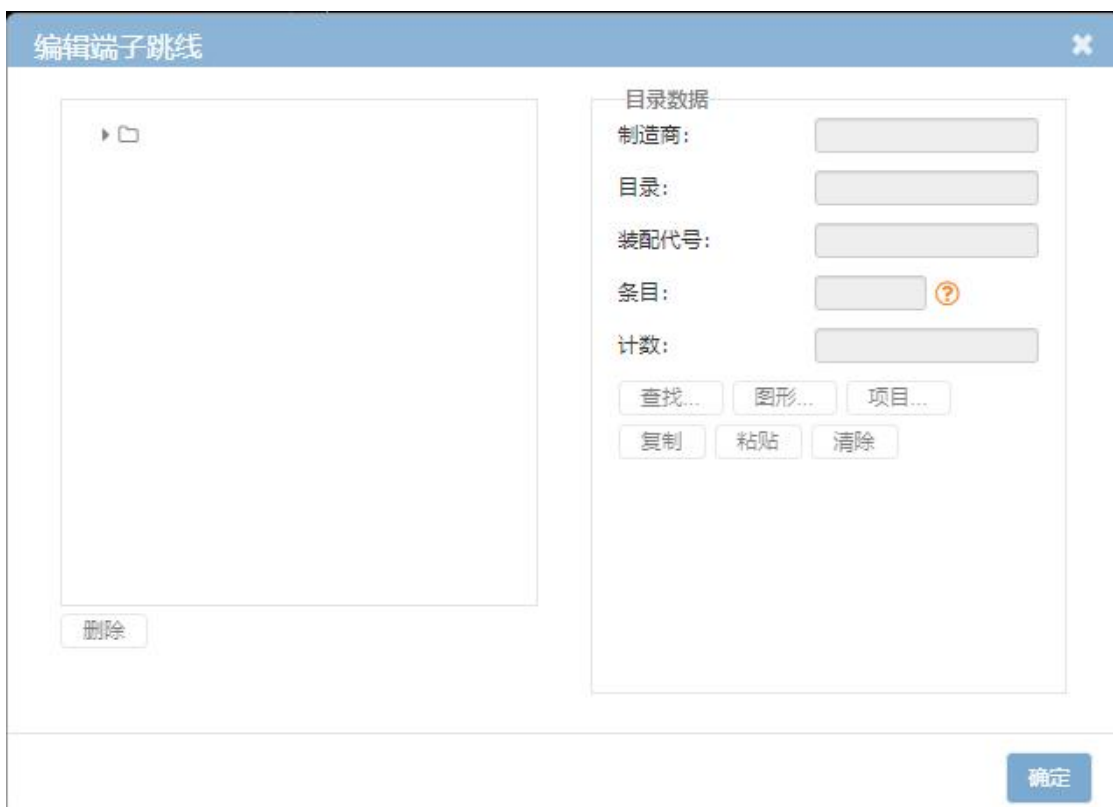 编辑端子跳线
目录数据
制造商:
目录:
装配代号:
条目:
计数:
查找... 图形... 项目...
复制 粘贴 清除
删除
确定